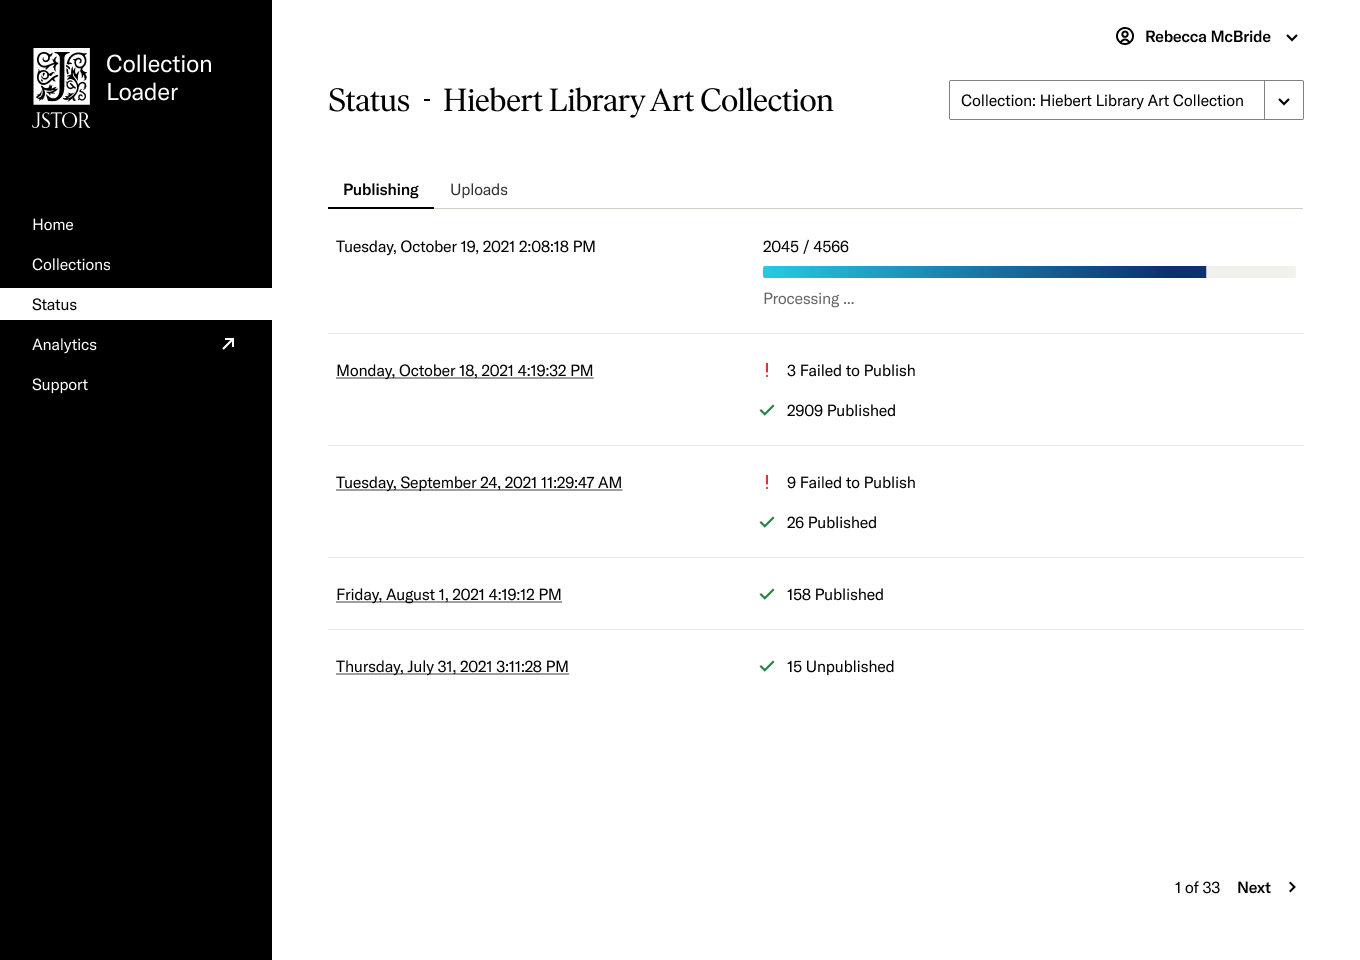 Rebecca McBride
Collection
Loader
JSTOR
Status - Hiebert Library Art Collection
Collection: Hiebert Library Art Collection
Home
Collections
Status
Analytics
Support
Publishing
Uploads
Tuesday, October 19, 2021 2:08:18 PM
2045 / 4566
Processing ...
Monday, October 18, 2021 4:19:32 PM
! 3 Failed to Publish
2909 Published
Tuesday, September 24, 2021 11:29:47 AM
! 9 Failed to Publish
26 Published
Friday, August 1, 2021 4:19:12 PM
158 Published
Thursday, July 31, 2021 3:11:28 PM
15 Unpublished
1 of 33 Next